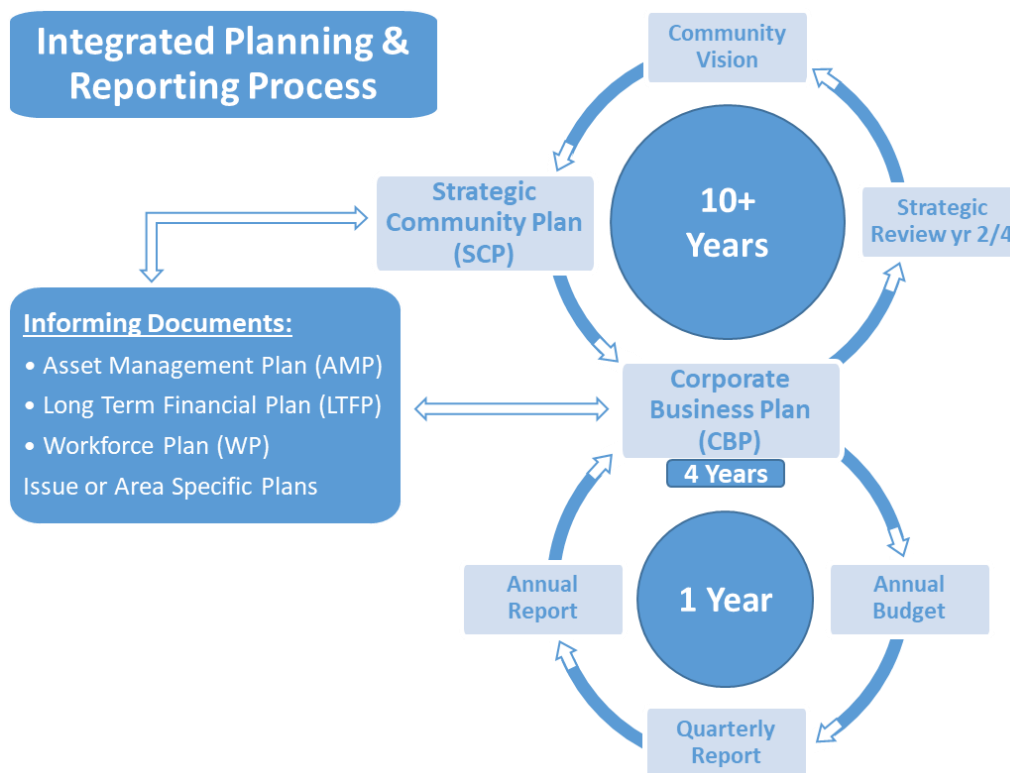 Integrated Planning &
Reporting Process
Community
Vision
10+
Years
Strategic
Community Plan
(SCP)
Strategic
Review yr 2/4
Informing Documents:
• Asset Management Plan (AMP)
• Long Term Financial Plan (LTFP)
• Workforce Plan (WP)
Issue or Area Specific Plans
Corporate
Business Plan
(CBP)
4 Years
Annual
Report
1 Year
Annual
Budget
Quarterly
Report